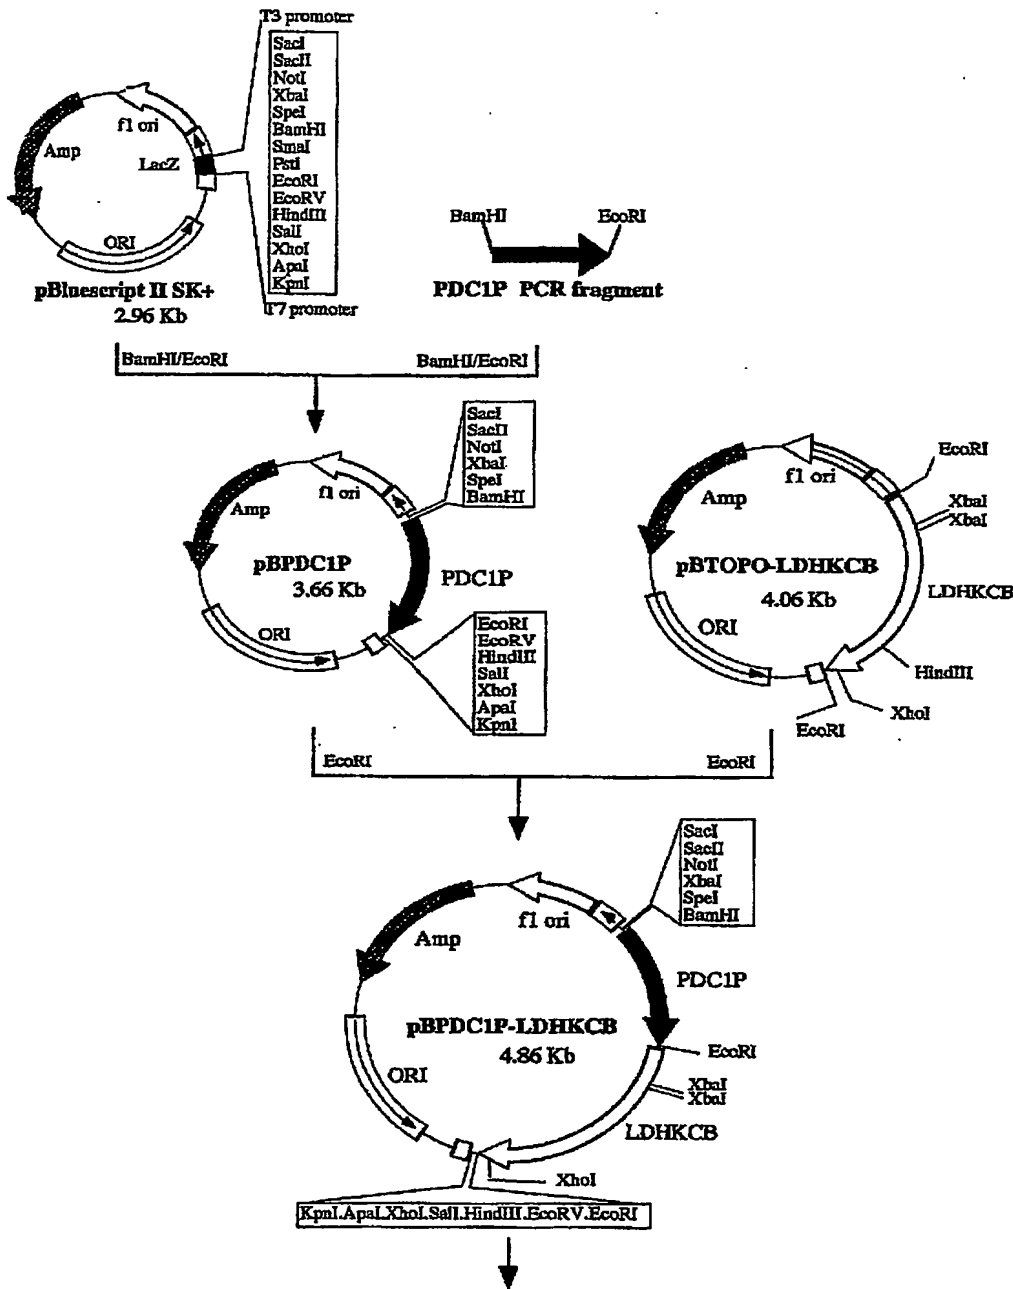 T3 promoter
SacI
SacII
NotI
XbaI
SpeI
BamHI
SmaI
PstI
EcoRI
EcoRV
HindIII
SalI
XhoI
ApaI
KpnI
T7 promoter
f1 ori
Amp
LacZ
ORI
pBluescript II SK+
2.96 Kb
BamHI
EcoRI
PDC1P PCR fragment
BamHI/EcoRI
BamHI/EcoRI
SacI
SacII
NotI
XbaI
SpeI
BamHI
f1 ori
Amp
pBPDC1P
3.66 Kb
PDC1P
ORI
EcoRI
EcoRV
HindIII
SalI
XhoI
ApaI
KpnI
f1 ori
Amp
EcoRI
XbaI
XbaI
pBTOPO-LDHKCB
4.06 Kb
LDHKCB
ORI
HindIII
XhoI
EcoRI
EcoRI
EcoRI
SacI
SacII
NotI
XbaI
SpeI
BamHI
f1 ori
Amp
PDC1P
pBPDC1P-LDHKCB
4.86 Kb
EcoRI
XbaI
XbaI
ORI
LDHKCB
XhoI
KpnI.ApaI.XhoI.SalI.HindIII.EcoRV.EcoRI